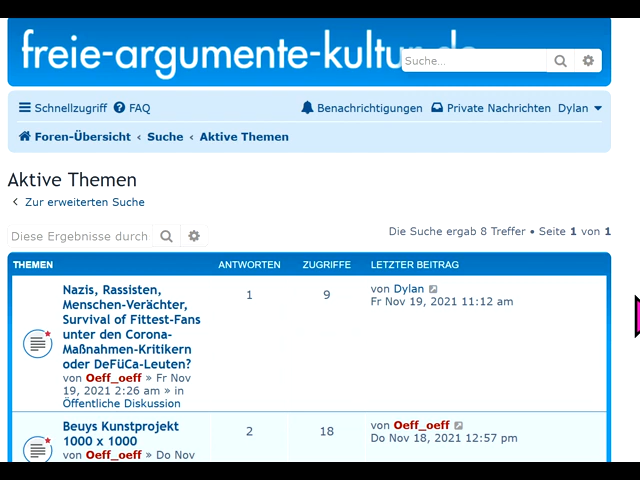 freie-argumente-kultur.de
Suche...
Schnellzugriff FAQ Benachrichtigungen Private Nachrichten Dylan
Foren-Übersicht ‹ Suche ‹ Aktive Themen
Aktive Themen
Zur erweiterten Suche
Diese Ergebnisse durch
Die Suche ergab 8 Treffer • Seite 1 von 1
THEMEN ANTWORTEN ZUGRIFFE LETZTER BEITRAG
Nazis, Rassisten,
Menschen-Verächter,
Survival of Fittest-Fans
unter den Corona-
Maßnahmen-Kritikern
oder DeFüCa-Leuten?
von Oeff_oeff » Fr Nov
19, 2021 2:26 am » in
Öffentliche Diskussion
1
9
von Dylan
Fr Nov 19, 2021 11:12 am
Beuys Kunstprojekt
1000 x 1000
von Oeff_oeff » Do Nov
2
18
von Oeff_oeff
Do Nov 18, 2021 12:57 pm